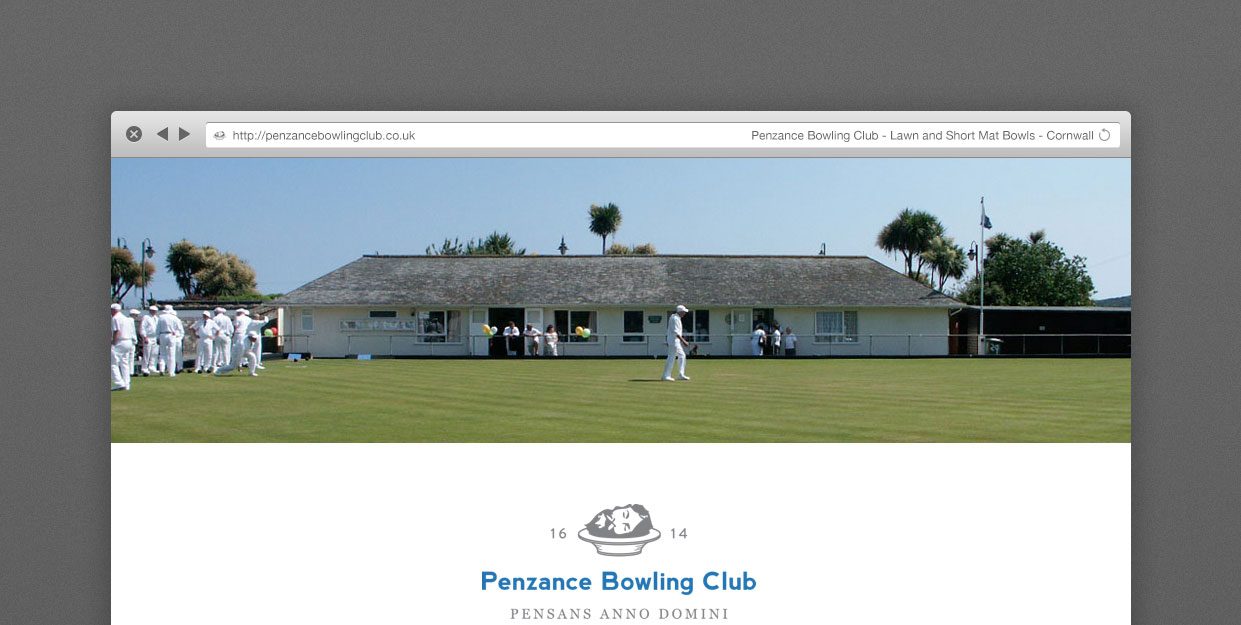 http://penzancebowlingclub.co.uk
Penzance Bowling Club - Lawn and Short Mat Bowls - Cornwall
16 14
Penzance Bowling Club
PENSANS ANNO DOMINI